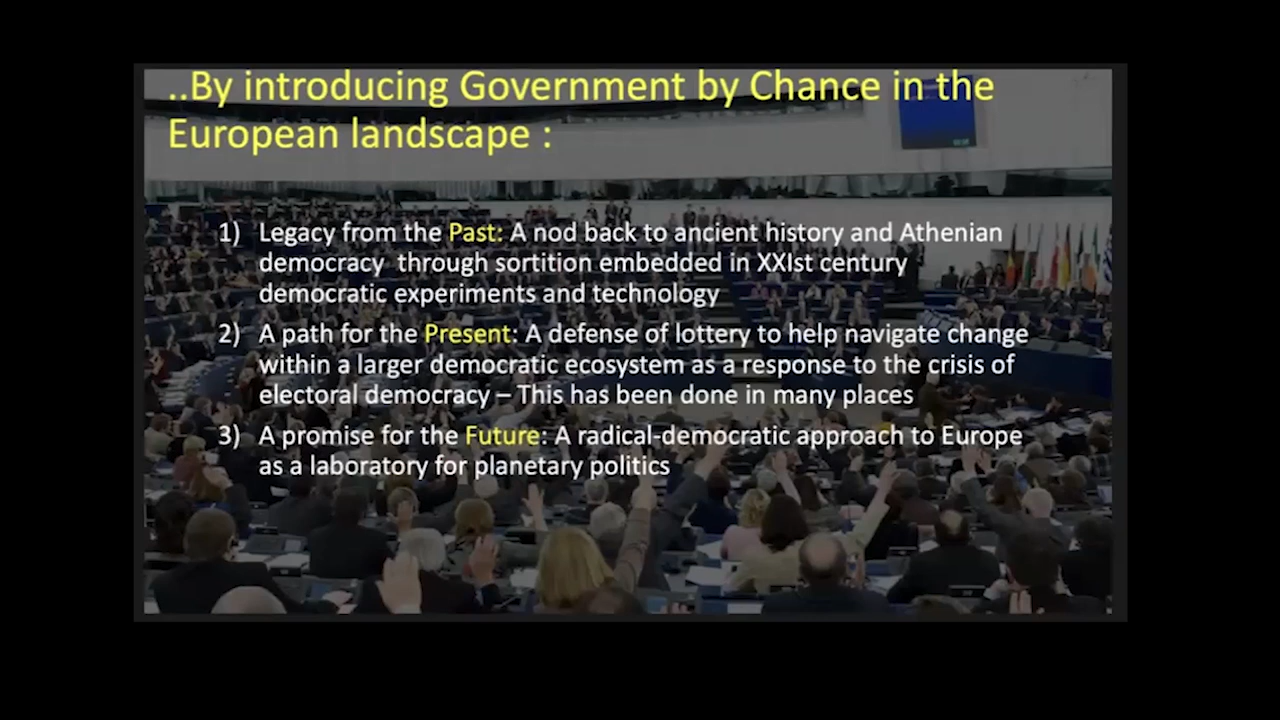 ..By introducing Government by Chance in the
European landscape :
1) Legacy from the Past: A nod back to ancient history and Athenian
democracy through sortition embedded in XXIst century
democratic experiments and technology
2) A path for the Present: A defense of lottery to help navigate change
within a larger democratic ecosystem as a response to the crisis of
electoral democracy – This has been done in many places
3) A promise for the Future: A radical-democratic approach to Europe
as a laboratory for planetary politics